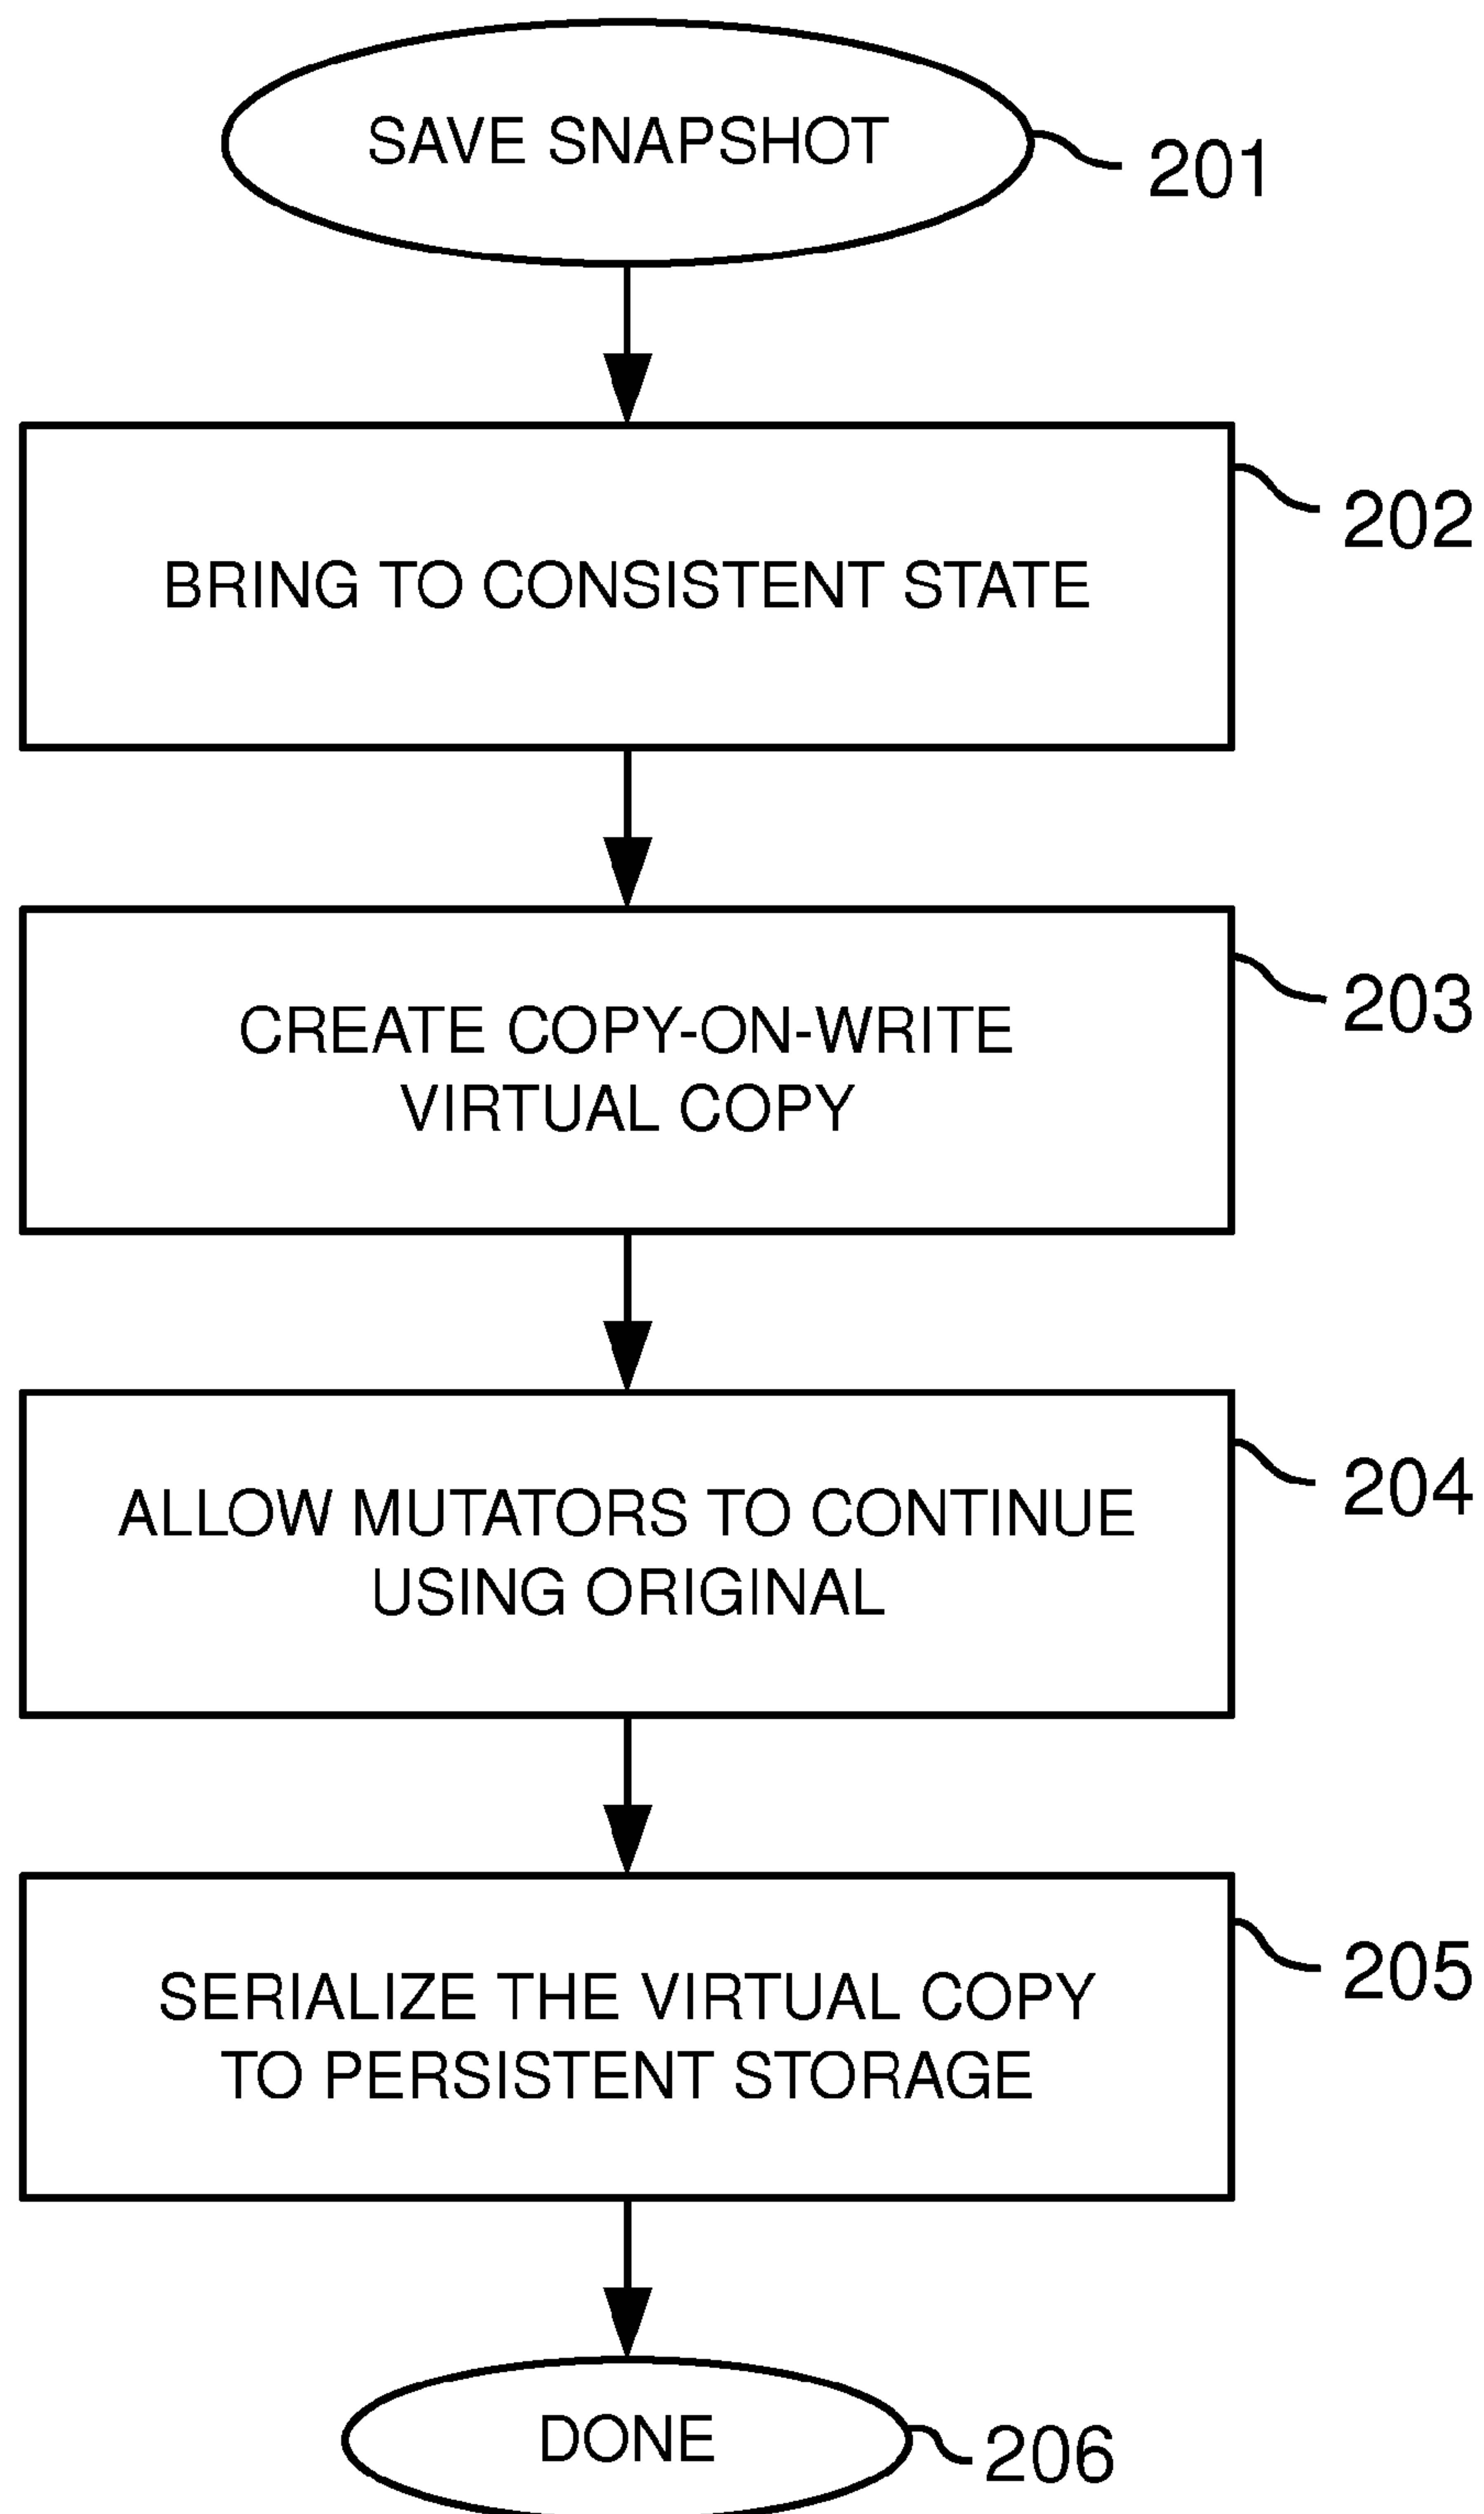 SAVE SNAPSHOT
201
202
BRING TO CONSISTENT STATE
203
CREATE COPY-ON-WRITE
VIRTUAL COPY
204
ALLOW MUTATORS TO CONTINUE
USING ORIGINAL
205
SERIALIZE THE VIRTUAL COPY
TO PERSISTENT STORAGE
DONE
206